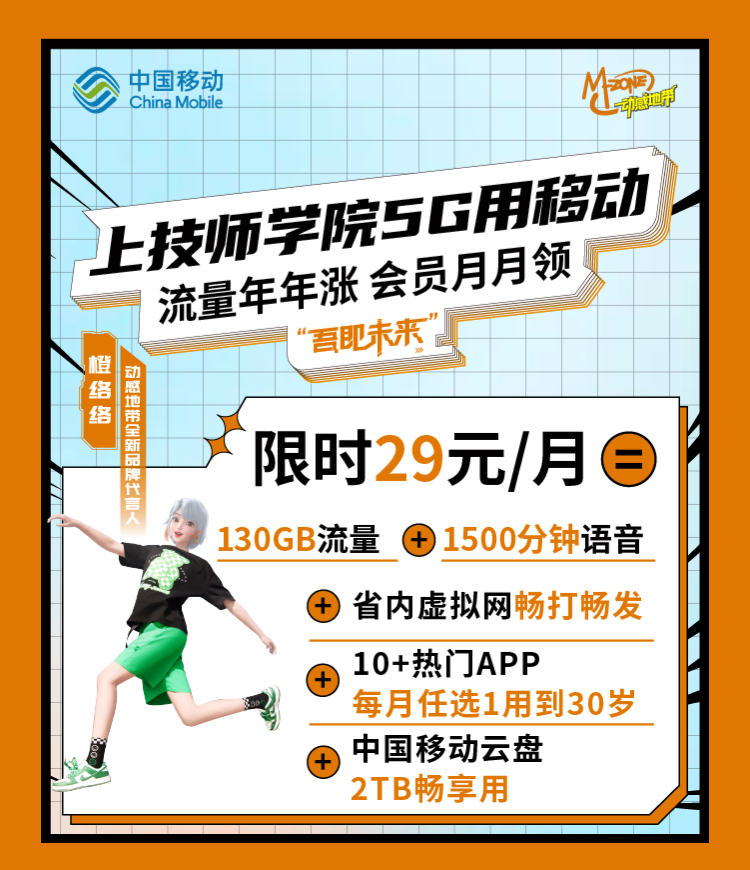 中国移动
China Mobile
M-ZONE
动感地带
上技师学院5G用移动
流量年年涨 会员月月领
“吾即未来”
橙络络
动感地带全新品牌代言人
限时29元/月 =
130GB流量 + 1500分钟语音
+ 省内虚拟网畅打畅发
+ 10+热门APP
每月任选1用到30岁
+ 中国移动云盘
2TB畅享用